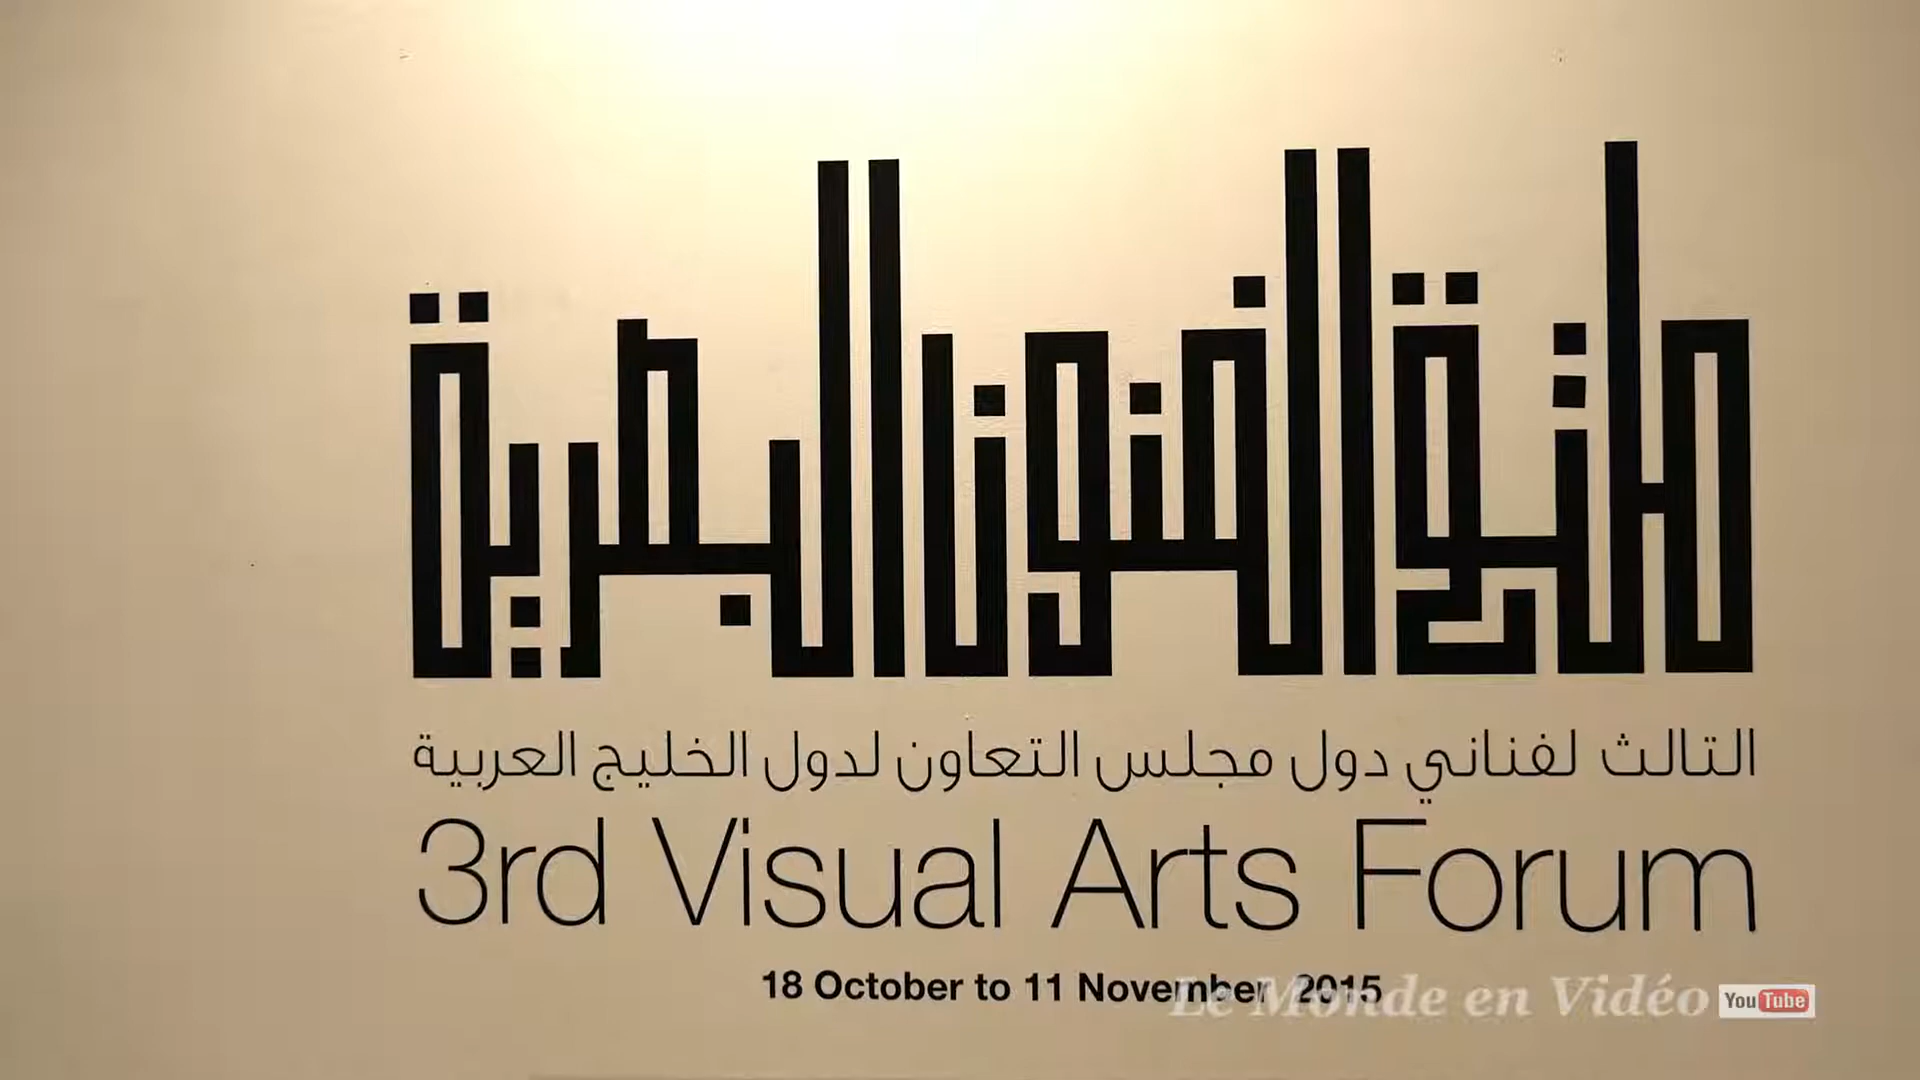 ملتقى الفنون البصرية
الثالث لفناني دول مجلس التعاون لدول الخليج العربية
3rd Visual Arts Forum
18 October to 11 November 2015
Le Monde en Vidéo YouTube